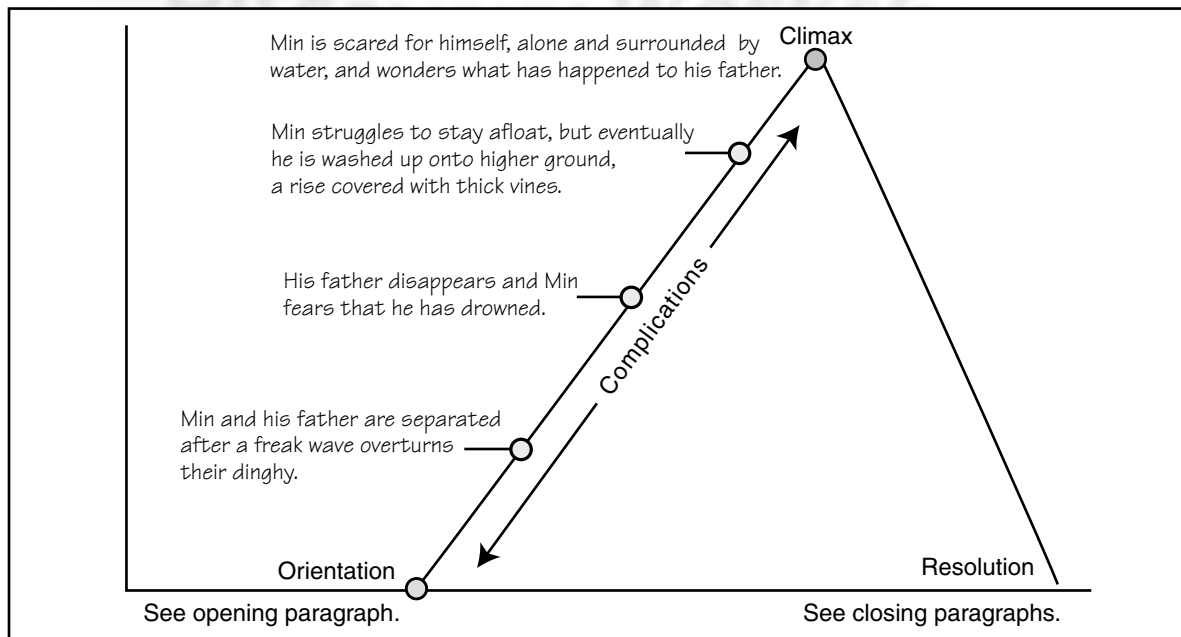 Climax
Min is scared for himself, alone and surrounded by
water, and wonders what has happened to his father.
Min struggles to stay afloat, but eventually
he is washed up onto higher ground,
a rise covered with thick vines.
His father disappears and Min
fears that he has drowned.
Complications
Min and his father are separated
after a freak wave overturns
their dinghy.
Orientation
Resolution
See opening paragraph.
See closing paragraphs.